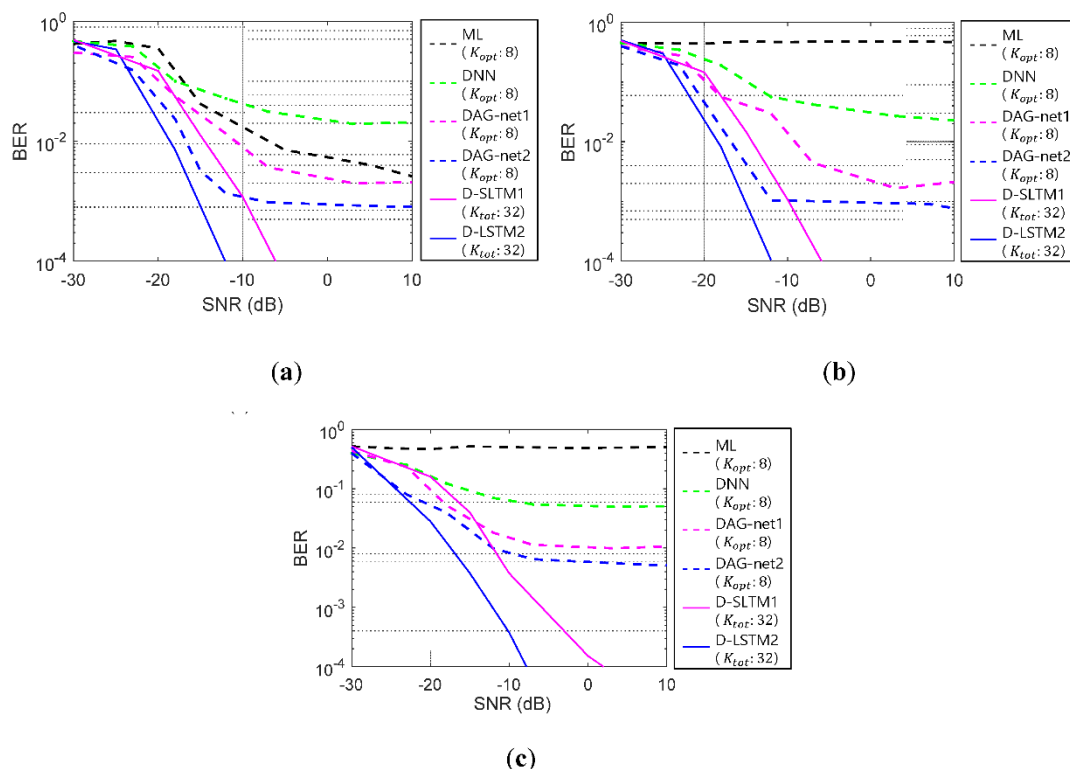 10^0
10^-2
10^-4
BER
-30 -20 -10 0 10
SNR (dB)
ML
(K_opt: 8)
DNN
(K_opt: 8)
DAG-net1
(K_opt: 8)
DAG-net2
(K_opt: 8)
D-SLTM1
(K_tot: 32)
D-LSTM2
(K_tot: 32)
(a)
10^0
10^-2
10^-4
BER
-30 -20 -10 0 10
SNR (dB)
ML
(K_opt: 8)
DNN
(K_opt: 8)
DAG-net1
(K_opt: 8)
DAG-net2
(K_opt: 8)
D-SLTM1
(K_tot: 32)
D-LSTM2
(K_tot: 32)
(b)
10^0
10^-1
10^-2
10^-3
10^-4
BER
-30 -20 -10 0 10
SNR (dB)
ML
(K_opt: 8)
DNN
(K_opt: 8)
DAG-net1
(K_opt: 8)
DAG-net2
(K_opt: 8)
D-SLTM1
(K_tot: 32)
D-LSTM2
(K_tot: 32)
(c)